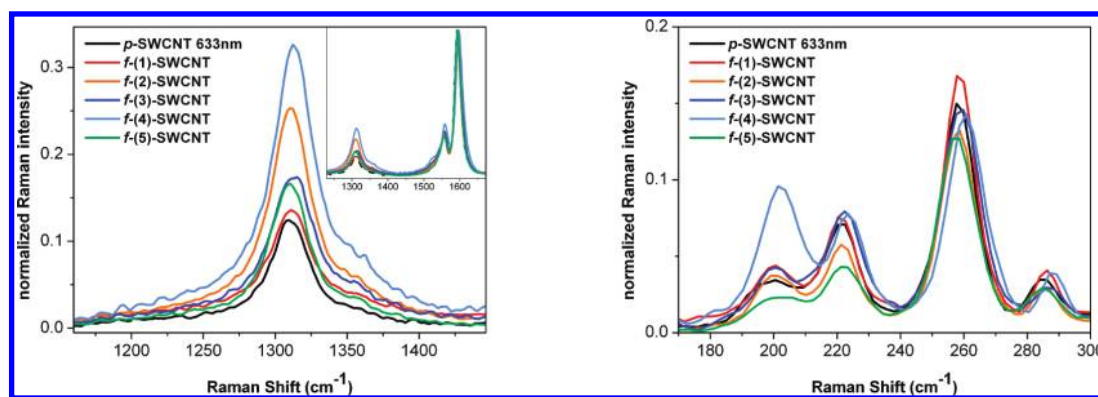 normalized Raman intensity
0.3
0.2
0.1
0.0
p-SWCNT 633nm
f-(1)-SWCNT
f-(2)-SWCNT
f-(3)-SWCNT
f-(4)-SWCNT
f-(5)-SWCNT
1300 1400 1500 1600
1200 1250 1300 1350 1400
Raman Shift (cm-1)
normalized Raman intensity
0.2
0.1
0.0
p-SWCNT 633nm
f-(1)-SWCNT
f-(2)-SWCNT
f-(3)-SWCNT
f-(4)-SWCNT
f-(5)-SWCNT
180 200 220 240 260 280 300
Raman Shift (cm-1)